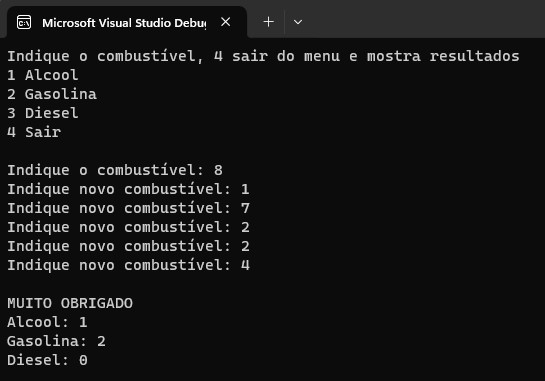 Microsoft Visual Studio Debug
Indique o combustível, 4 sair do menu e mostra resultados
1 Alcool
2 Gasolina
3 Diesel
4 Sair
Indique o combustível: 8
Indique novo combustível: 1
Indique novo combustível: 7
Indique novo combustível: 2
Indique novo combustível: 2
Indique novo combustível: 4
MUITO OBRIGADO
Alcool: 1
Gasolina: 2
Diesel: 0